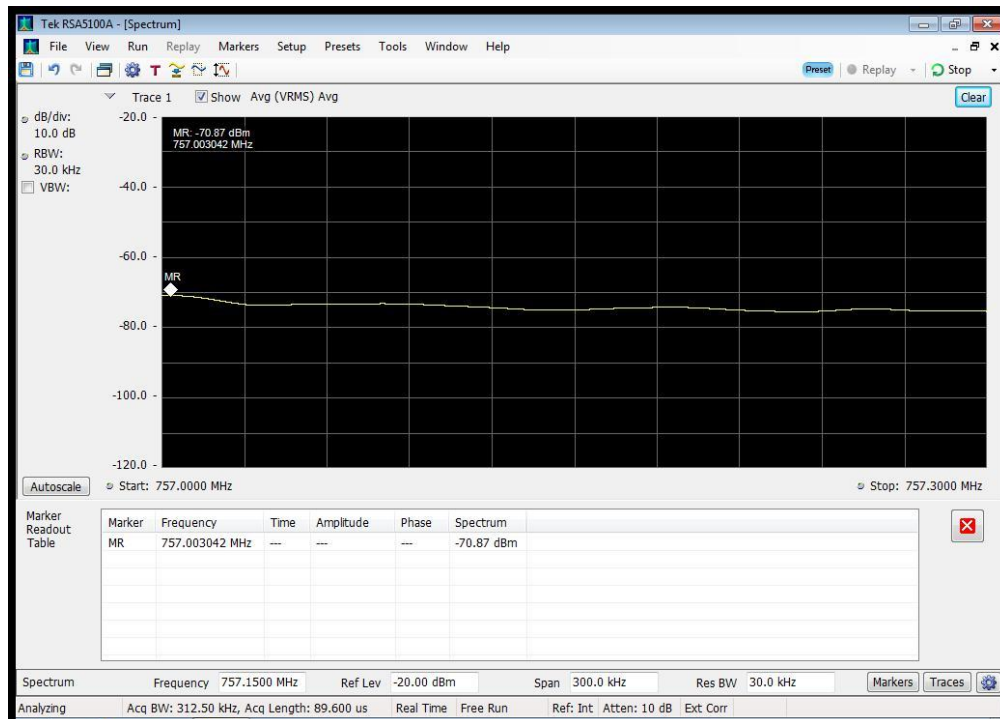 Tek RSA5100A - [Spectrum]
File View Run Replay Markers Setup Presets Tools Window Help
T Preset Replay Stop
Trace 1 Show Avg (VRMS) Avg Clear
dB/div:
10.0 dB
RBW:
30.0 kHz
VBW:
-20.0
-40.0
-60.0
-80.0
-100.0
-120.0
MR: -70.87 dBm
757.003042 MHz
MR
Autoscale Start: 757.0000 MHz Stop: 757.3000 MHz
Marker
Readout
Table
Marker Frequency Time Amplitude Phase Spectrum
MR 757.003042 MHz --- --- --- -70.87 dBm
Spectrum Frequency 757.1500 MHz Ref Lev -20.00 dBm Span 300.0 kHz Res BW 30.0 kHz Markers Traces
Analyzing Acq BW: 312.50 kHz, Acq Length: 89.600 us Real Time Free Run Ref: Int Atten: 10 dB Ext Corr